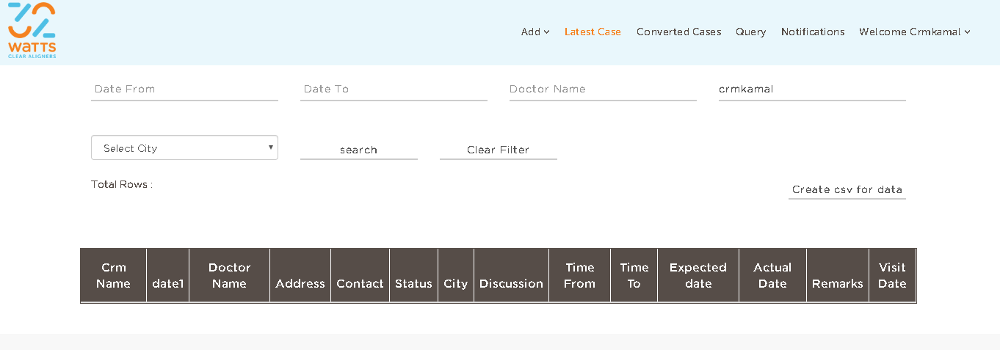 watts
CLEAR ALIGNERS
Add Latest Case Converted Cases Query Notifications Welcome Crmkamal
Date From Date To Doctor Name crmkamal
Select City search Clear Filter
Total Rows :
Create csv for data
Crm Name date1 Doctor Name Address Contact Status City Discussion Time From Time To Expected date Actual Date Remarks Visit Date